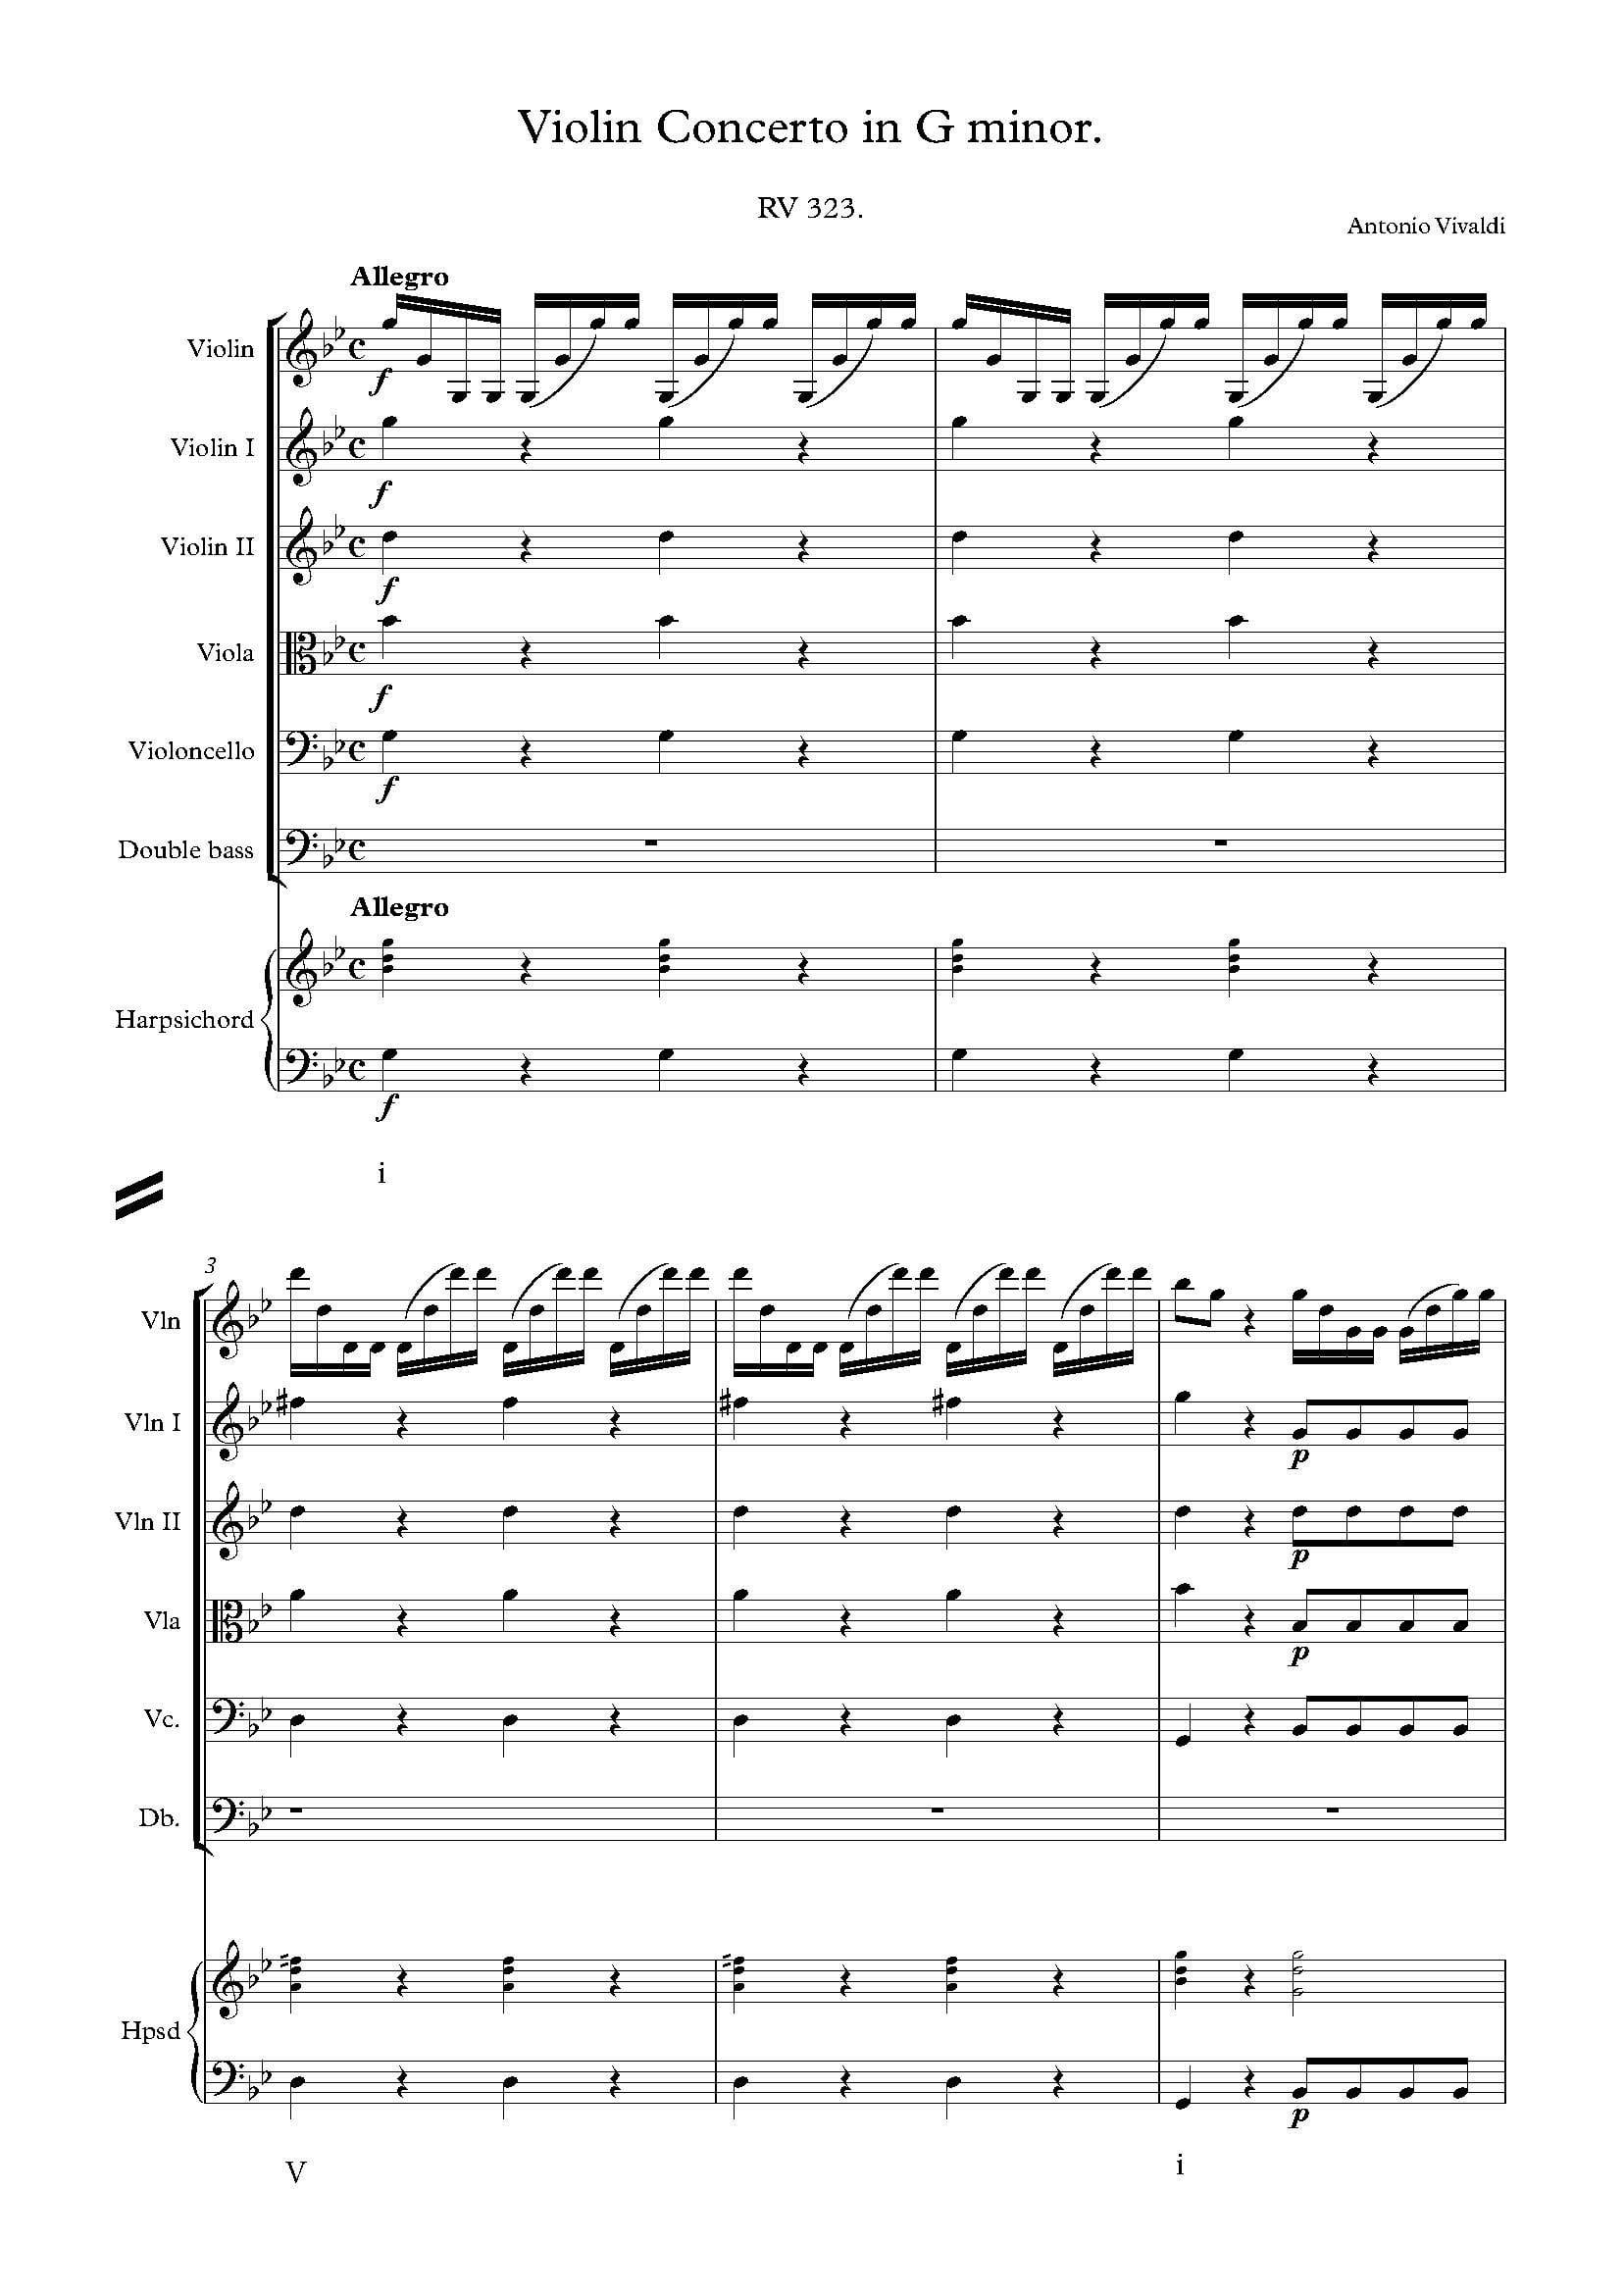 Violin Concerto in G minor.
RV 323.
Antonio Vivaldi
Allegro
Violin
f
Violin I
f
Violin II
f
Viola
f
Violoncello
f
Double bass
Allegro
Harpsichord
f
i
3
Vln
Vln I
p
Vln II
p
Vla
p
Vc.
Db.
Hpsd
p
V i